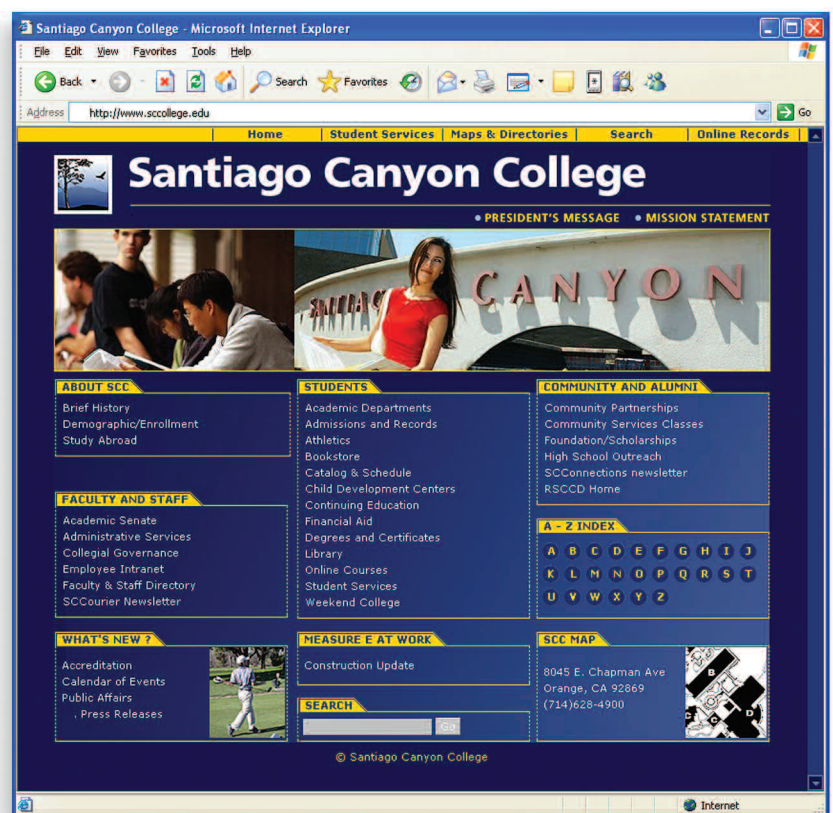 Santiago Canyon College - Microsoft Internet Explorer
File Edit View Favorites Tools Help
Back Search Favorites
Address http://www.sccollege.edu Go
Home | Student Services | Maps & Directories | Search | Online Records |
Santiago Canyon College
• PRESIDENT'S MESSAGE • MISSION STATEMENT
SANTIAGO CANYON
ABOUT SCC
Brief History
Demographic/Enrollment
Study Abroad
FACULTY AND STAFF
Academic Senate
Administrative Services
Collegial Governance
Employee Intranet
Faculty & Staff Directory
SCCourier Newsletter
STUDENTS
Academic Departments
Admissions and Records
Athletics
Bookstore
Catalog & Schedule
Child Development Centers
Continuing Education
Financial Aid
Degrees and Certificates
Library
Online Courses
Student Services
Weekend College
COMMUNITY AND ALUMNI
Community Partnerships
Community Services Classes
Foundation/Scholarships
High School Outreach
SCConnections newsletter
RSCCD Home
A - Z INDEX
A B C D E F G H I J
K L M N O P Q R S T
U V W X Y Z
WHAT'S NEW ?
Accreditation
Calendar of Events
Public Affairs
. Press Releases
MEASURE E AT WORK
Construction Update
SEARCH
Go
SCC MAP
8045 E. Chapman Ave
Orange, CA 92869
(714)628-4900
B
D
C
C
© Santiago Canyon College
Internet